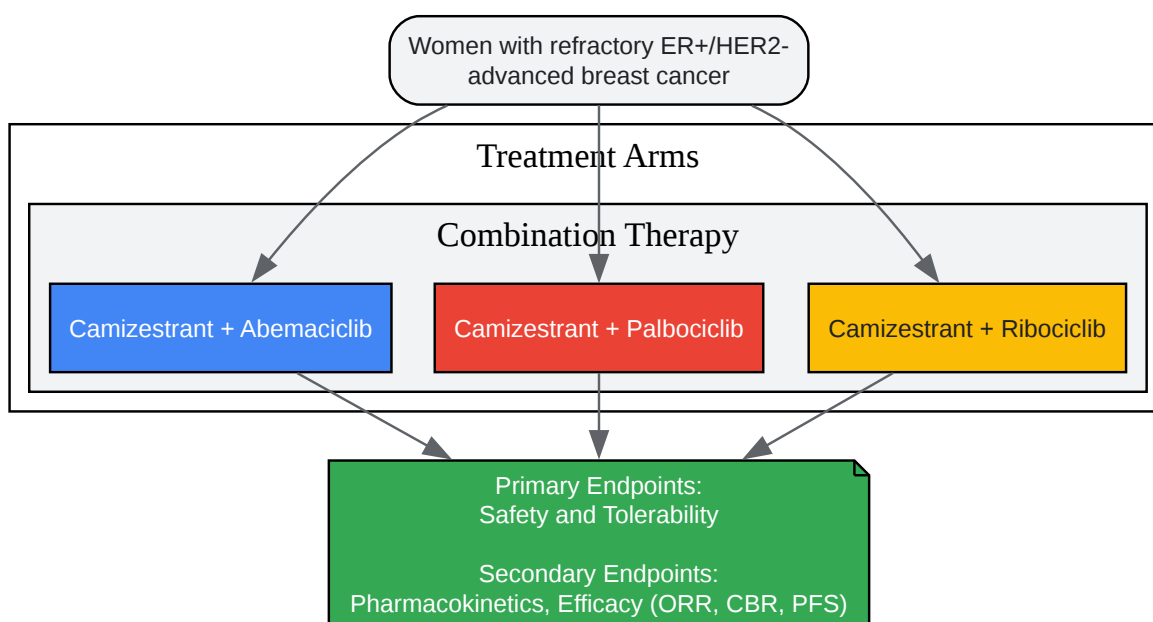 Women with refractory ER+/HER2-
advanced breast cancer
Treatment Arms
Combination Therapy
Camizestrant + Abemaciclib
Camizestrant + Palbociclib
Camizestrant + Ribociclib
Primary Endpoints:
Safety and Tolerability
Secondary Endpoints:
Pharmacokinetics, Efficacy (ORR, CBR, PFS)